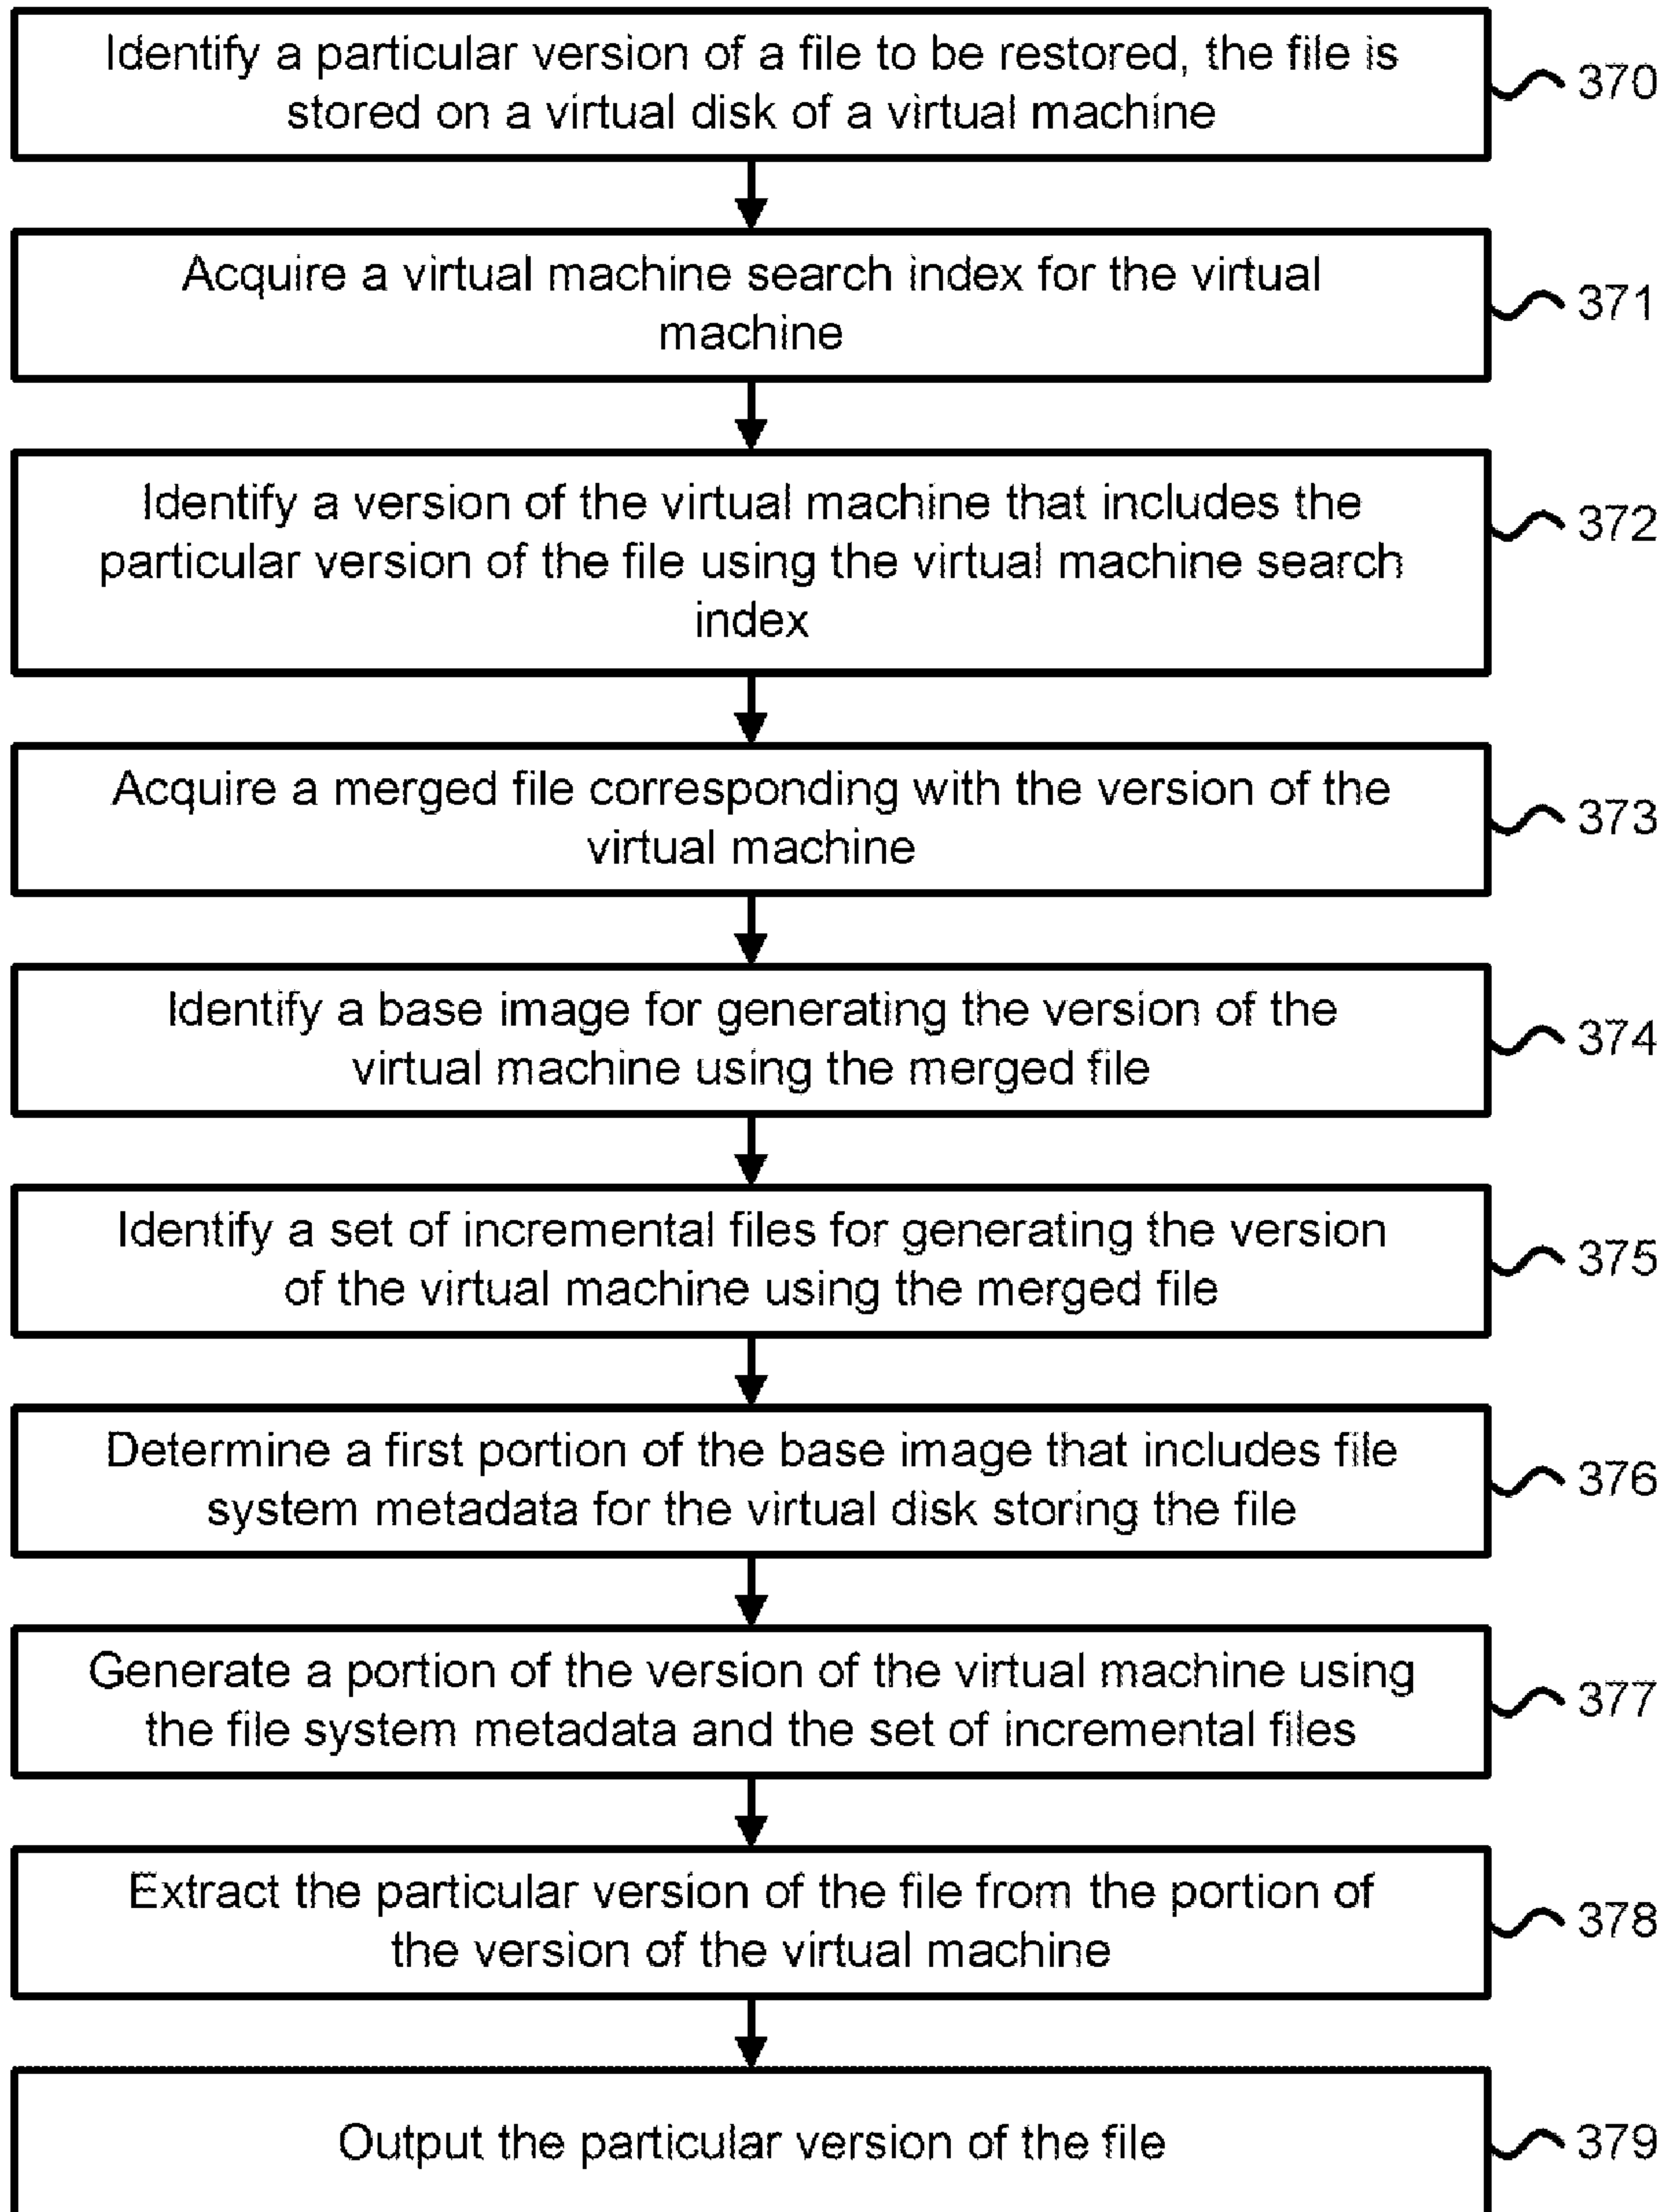 Identify a particular version of a file to be restored, the file is
stored on a virtual disk of a virtual machine
370
Acquire a virtual machine search index for the virtual
machine
371
Identify a version of the virtual machine that includes the
particular version of the file using the virtual machine search
index
372
Acquire a merged file corresponding with the version of the
virtual machine
373
Identify a base image for generating the version of the
virtual machine using the merged file
374
Identify a set of incremental files for generating the version
of the virtual machine using the merged file
375
Determine a first portion of the base image that includes file
system metadata for the virtual disk storing the file
376
Generate a portion of the version of the virtual machine using
the file system metadata and the set of incremental files
377
Extract the particular version of the file from the portion of
the version of the virtual machine
378
Output the particular version of the file
379